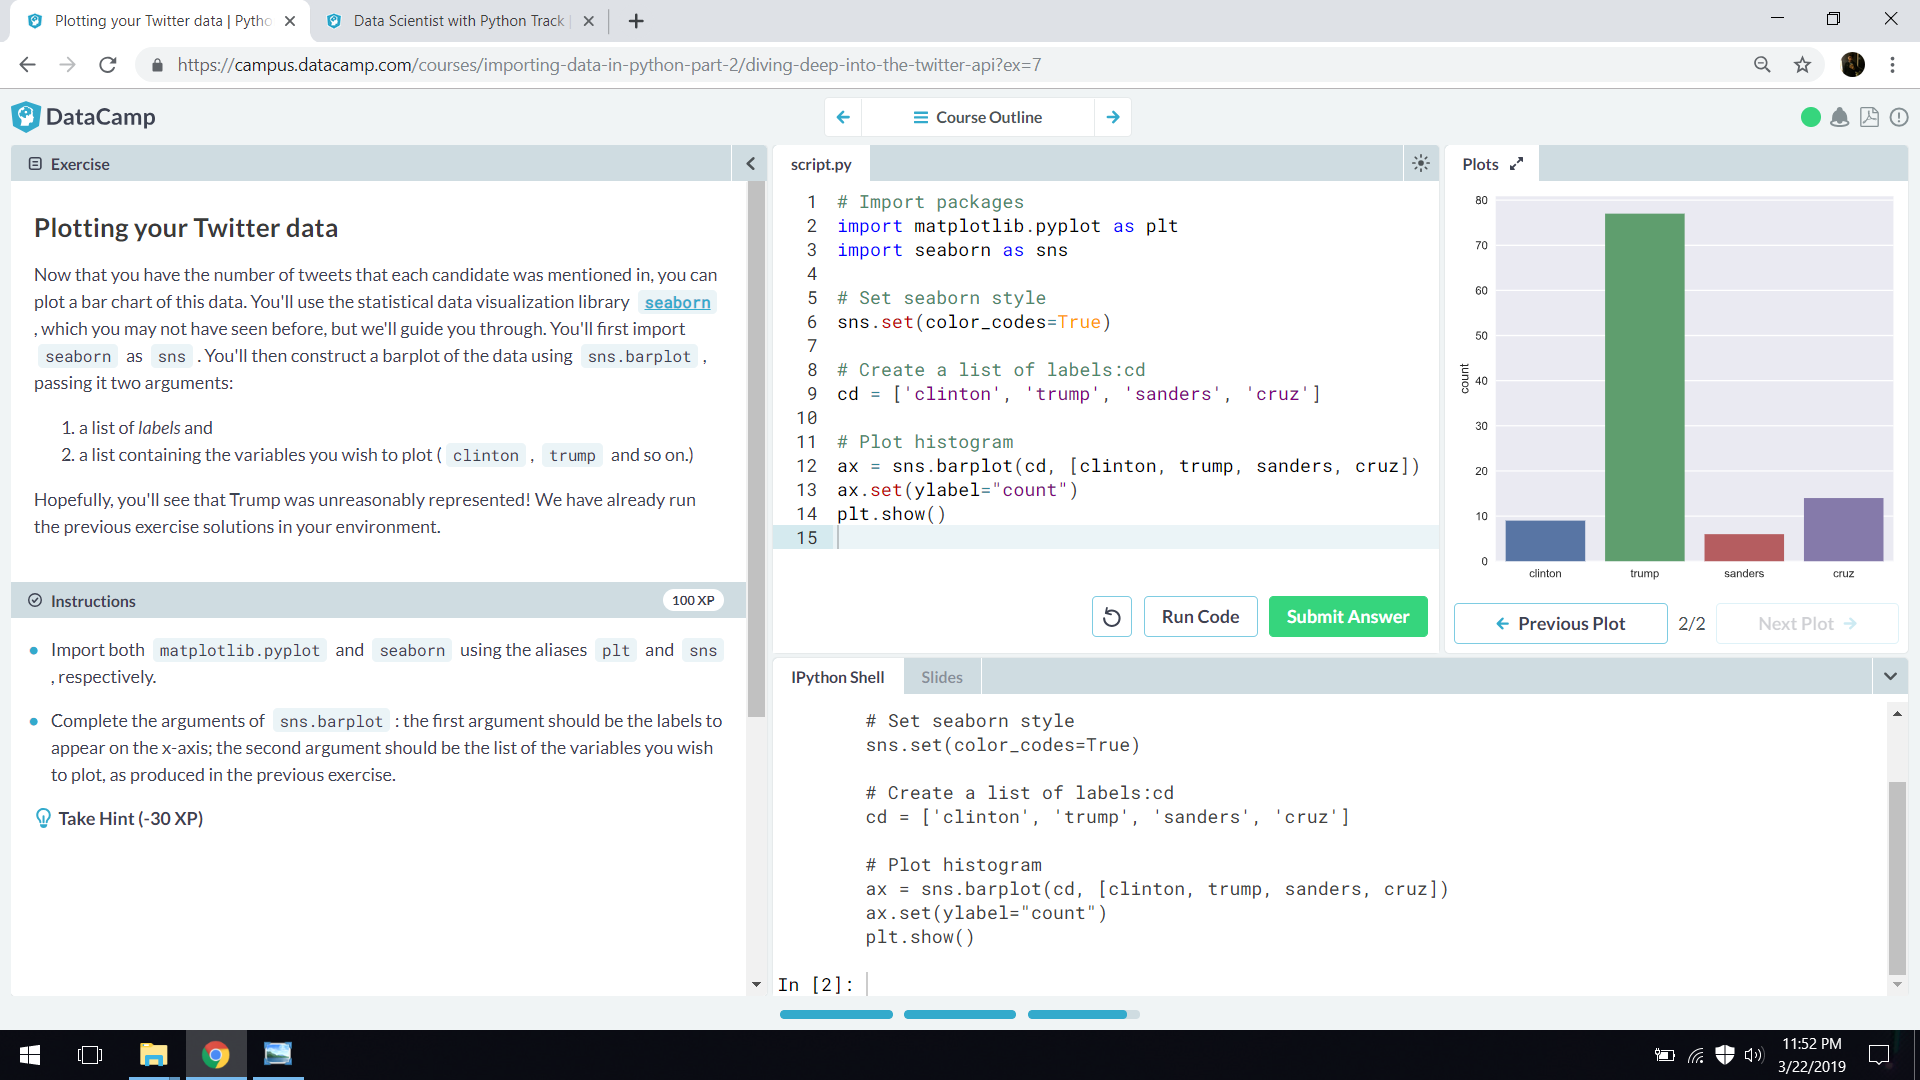 Plotting your Twitter data | Pytho
Data Scientist with Python Track |
https://campus.datacamp.com/courses/importing-data-in-python-part-2/diving-deep-into-the-twitter-api?ex=7
DataCamp
Course Outline
Exercise
Plotting your Twitter data
Now that you have the number of tweets that each candidate was mentioned in, you can
plot a bar chart of this data. You'll use the statistical data visualization library seaborn
, which you may not have seen before, but we'll guide you through. You'll first import
seaborn as sns . You'll then construct a barplot of the data using sns.barplot ,
passing it two arguments:
1. a list of labels and
2. a list containing the variables you wish to plot ( clinton , trump and so on.)
Hopefully, you'll see that Trump was unreasonably represented! We have already run
the previous exercise solutions in your environment.
Instructions
100 XP
Import both matplotlib.pyplot and seaborn using the aliases plt and sns
, respectively.
Complete the arguments of sns.barplot : the first argument should be the labels to
appear on the x-axis; the second argument should be the list of the variables you wish
to plot, as produced in the previous exercise.
Take Hint (-30 XP)
script.py
1 # Import packages
2 import matplotlib.pyplot as plt
3 import seaborn as sns
4
5 # Set seaborn style
6 sns.set(color_codes=True)
7
8 # Create a list of labels:cd
9 cd = ['clinton', 'trump', 'sanders', 'cruz']
10
11 # Plot histogram
12 ax = sns.barplot(cd, [clinton, trump, sanders, cruz])
13 ax.set(ylabel="count")
14 plt.show()
15
Run Code
Submit Answer
Plots
80
70
60
50
40
30
20
10
0
count
clinton trump sanders cruz
Previous Plot
2/2
Next Plot
IPython Shell
Slides
# Set seaborn style
sns.set(color_codes=True)
# Create a list of labels:cd
cd = ['clinton', 'trump', 'sanders', 'cruz']
# Plot histogram
ax = sns.barplot(cd, [clinton, trump, sanders, cruz])
ax.set(ylabel="count")
plt.show()
In [2]:
11:52 PM
3/22/2019